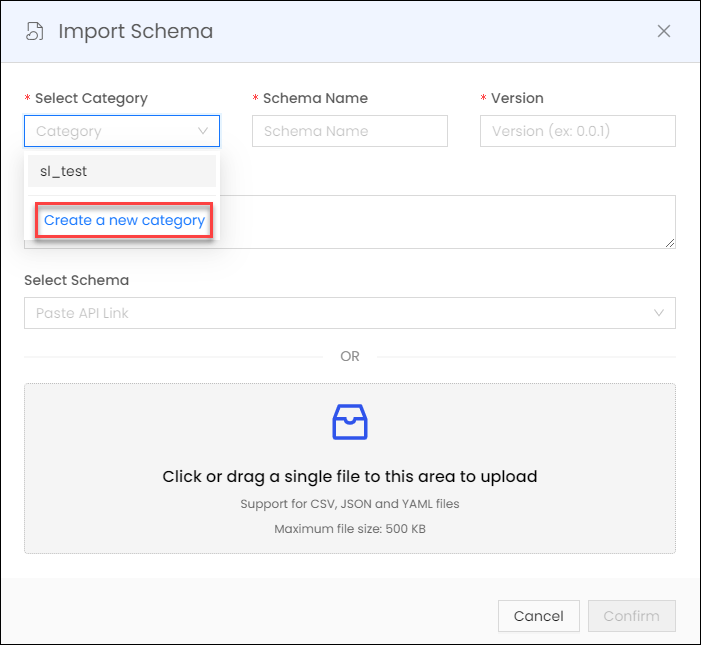 Import Schema
* Select Category
* Schema Name
* Version
Category
Schema Name
Version (ex: 0.0.1)
sl_test
Create a new category
Select Schema
Paste API Link
OR
Click or drag a single file to this area to upload
Support for CSV, JSON and YAML files
Maximum file size: 500 KB
Cancel
Confirm